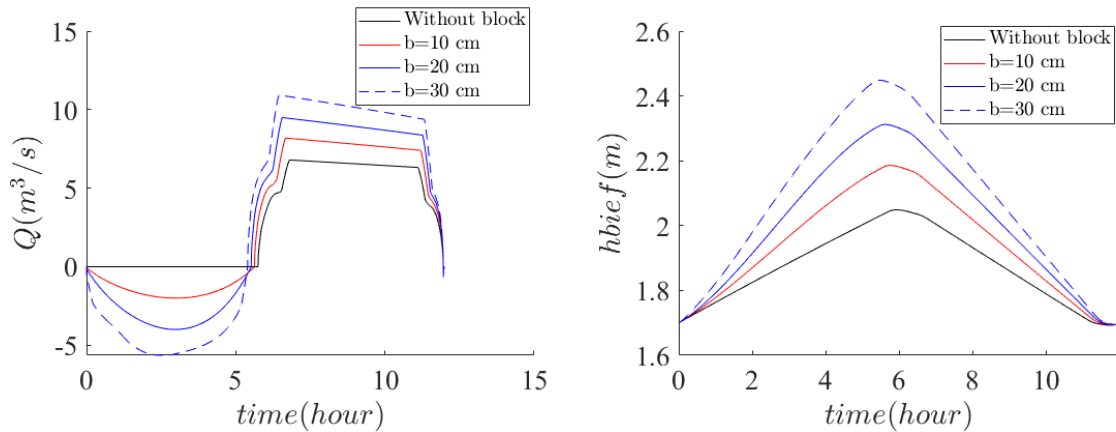 15
10
5
0
-5
Q(m³/s)
0
5
10
15
time(hour)
Without block
b=10 cm
b=20 cm
b=30 cm
2.6
2.4
2.2
2
1.8
1.6
hbief(m)
0
2
4
6
8
10
time(hour)
Without block
b=10 cm
b=20 cm
b=30 cm